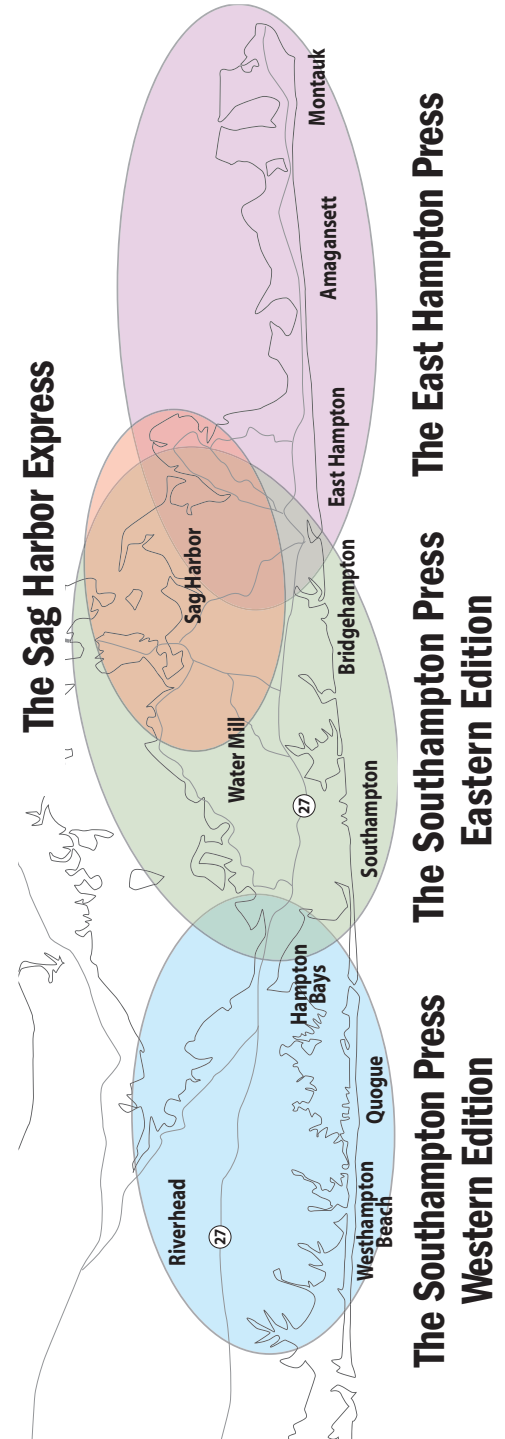 The Sag Harbor Express
Montauk
Amagansett
East Hampton
Sag Harbor
Bridgehampton
Water Mill
27
Southampton
Hampton
Bays
Quogue
Riverhead
27
Westhampton
Beach
The Southampton Press
Western Edition
The Southampton Press
Eastern Edition
The East Hampton Press